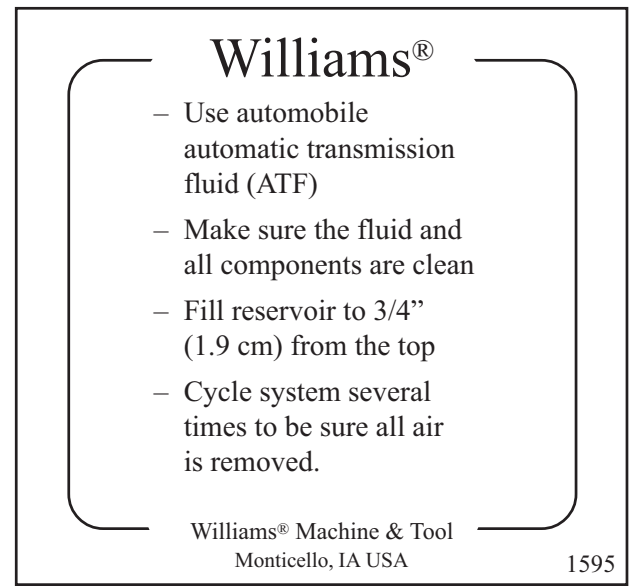 Williams®
– Use automobile
automatic transmission
fluid (ATF)
– Make sure the fluid and
all components are clean
– Fill reservoir to 3/4”
(1.9 cm) from the top
– Cycle system several
times to be sure all air
is removed.
Williams® Machine & Tool
Monticello, IA USA
1595